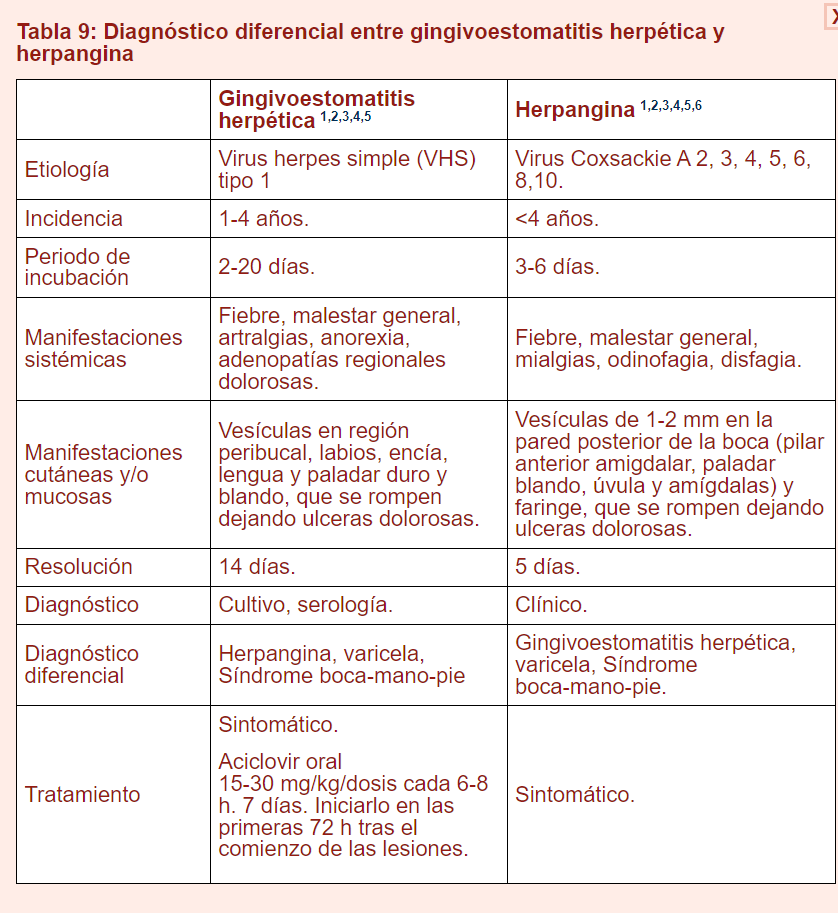 Tabla 9: Diagnóstico diferencial entre gingivoestomatitis herpética y
herpangina
X
Gingivoestomatitis
herpética 1,2,3,4,5
Herpangina 1,2,3,4,5,6
Etiología
Virus herpes simple (VHS)
tipo 1
Virus Coxsackie A 2, 3, 4, 5, 6,
8,10.
Incidencia
1-4 años.
<4 años.
Periodo de
incubación
2-20 días.
3-6 días.
Manifestaciones
sistémicas
Fiebre, malestar general,
artralgias, anorexia,
adenopatías regionales
dolorosas.
Fiebre, malestar general,
mialgias, odinofagia, disfagia.
Manifestaciones
cutáneas y/o
mucosas
Vesículas en región
peribucal, labios, encía,
lengua y paladar duro y
blando, que se rompen
dejando ulceras dolorosas.
Vesículas de 1-2 mm en la
pared posterior de la boca (pilar
anterior amigdalar, paladar
blando, úvula y amígdalas) y
faringe, que se rompen dejando
ulceras dolorosas.
Resolución
14 días.
5 días.
Diagnóstico
Cultivo, serología.
Clínico.
Diagnóstico
diferencial
Herpangina, varicela,
Síndrome boca-mano-pie
Gingivoestomatitis herpética,
varicela, Síndrome
boca-mano-pie.
Tratamiento
Sintomático.
Aciclovir oral
15-30 mg/kg/dosis cada 6-8
h. 7 días. Iniciarlo en las
primeras 72 h tras el
comienzo de las lesiones.
Sintomático.